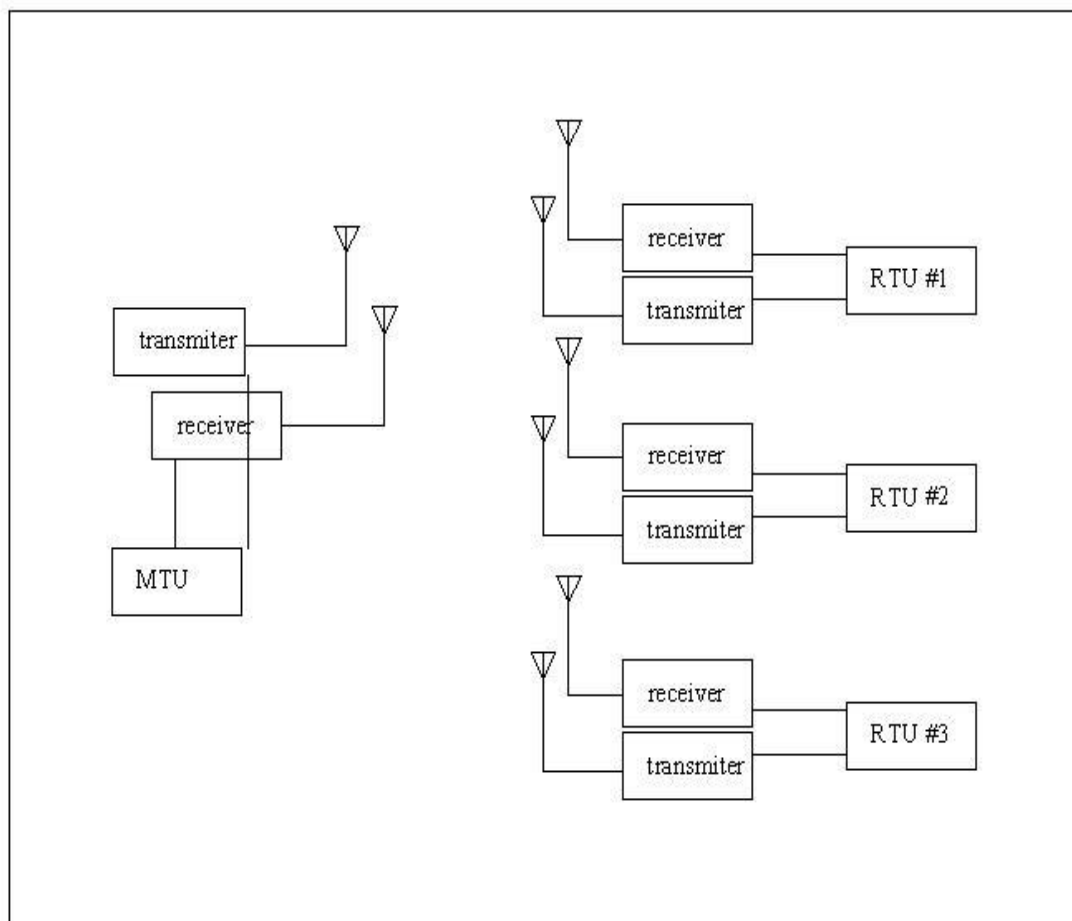 transmiter
receiver
MTU
receiver
transmiter
RTU #1
receiver
transmiter
RTU #2
receiver
transmiter
RTU #3